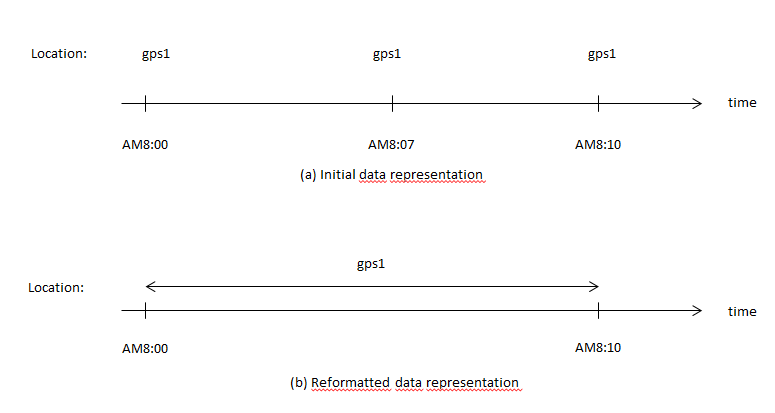 Location: gps1 gps1 gps1
time
AM8:00 AM8:07 AM8:10
(a) Initial data representation
gps1
Location:
time
AM8:00 AM8:10
(b) Reformatted data representation